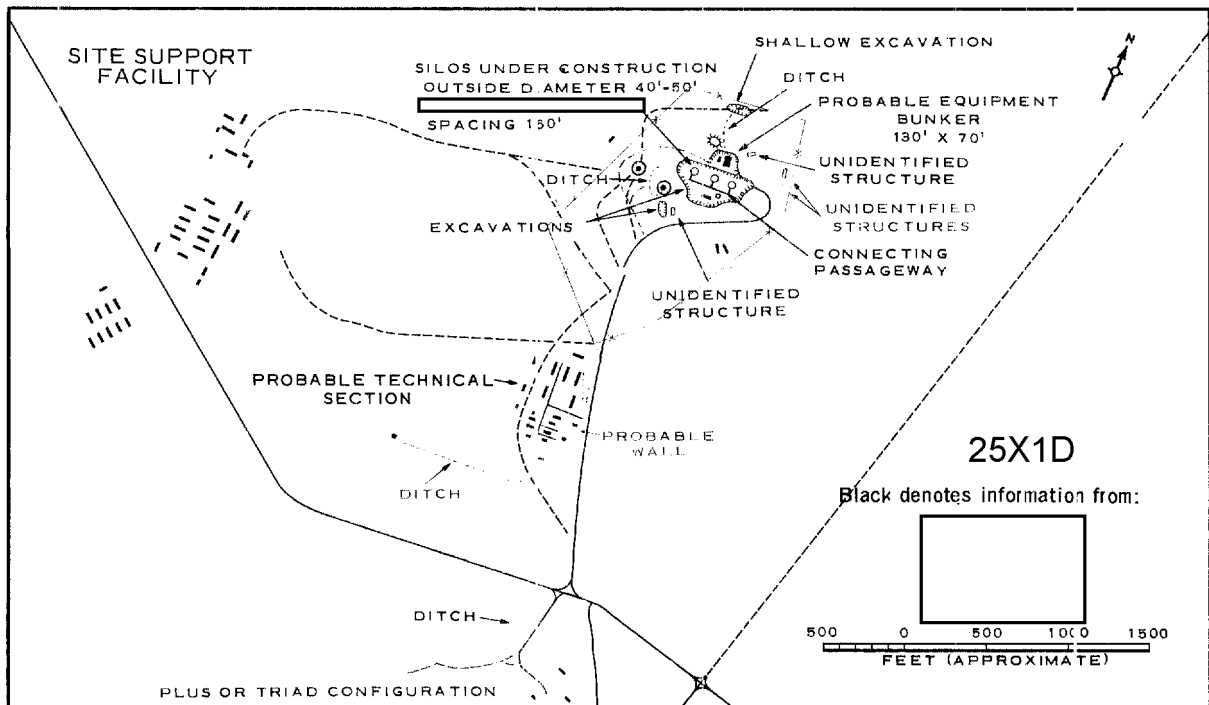 SITE SUPPORT
FACILITY
SILOS UNDER CONSTRUCTION
OUTSIDE D.AMETER 40'-50'
SPACING 150'
SHALLOW EXCAVATION
DITCH
PROBABLE EQUIPMENT
BUNKER
130' X 70'
N
UNIDENTIFIED
STRUCTURE
DITCH
EXCAVATIONS
UNIDENTIFIED
STRUCTURES
CONNECTING
PASSAGEWAY
UNIDENTIFIED
STRUCTURE
PROBABLE TECHNICAL
SECTION
PROBABLE
WALL
DITCH
25X1D
Black denotes information from:
500 0 500 1000 1500
FEET (APPROXIMATE)
DITCH
PLUS OR TRIAD CONFIGURATION